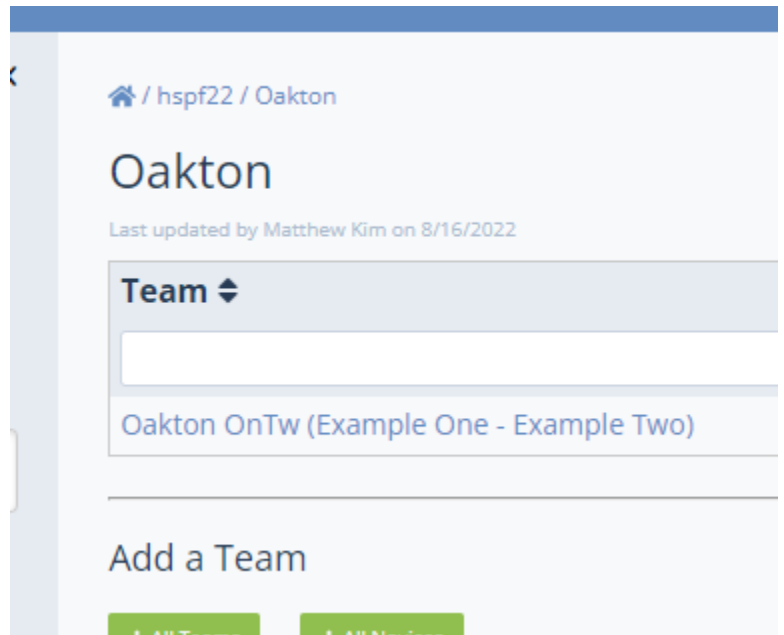 / hspf22 / Oakton
Oakton
Last updated by Matthew Kim on 8/16/2022
Team
Oakton OnTw (Example One - Example Two)
Add a Team